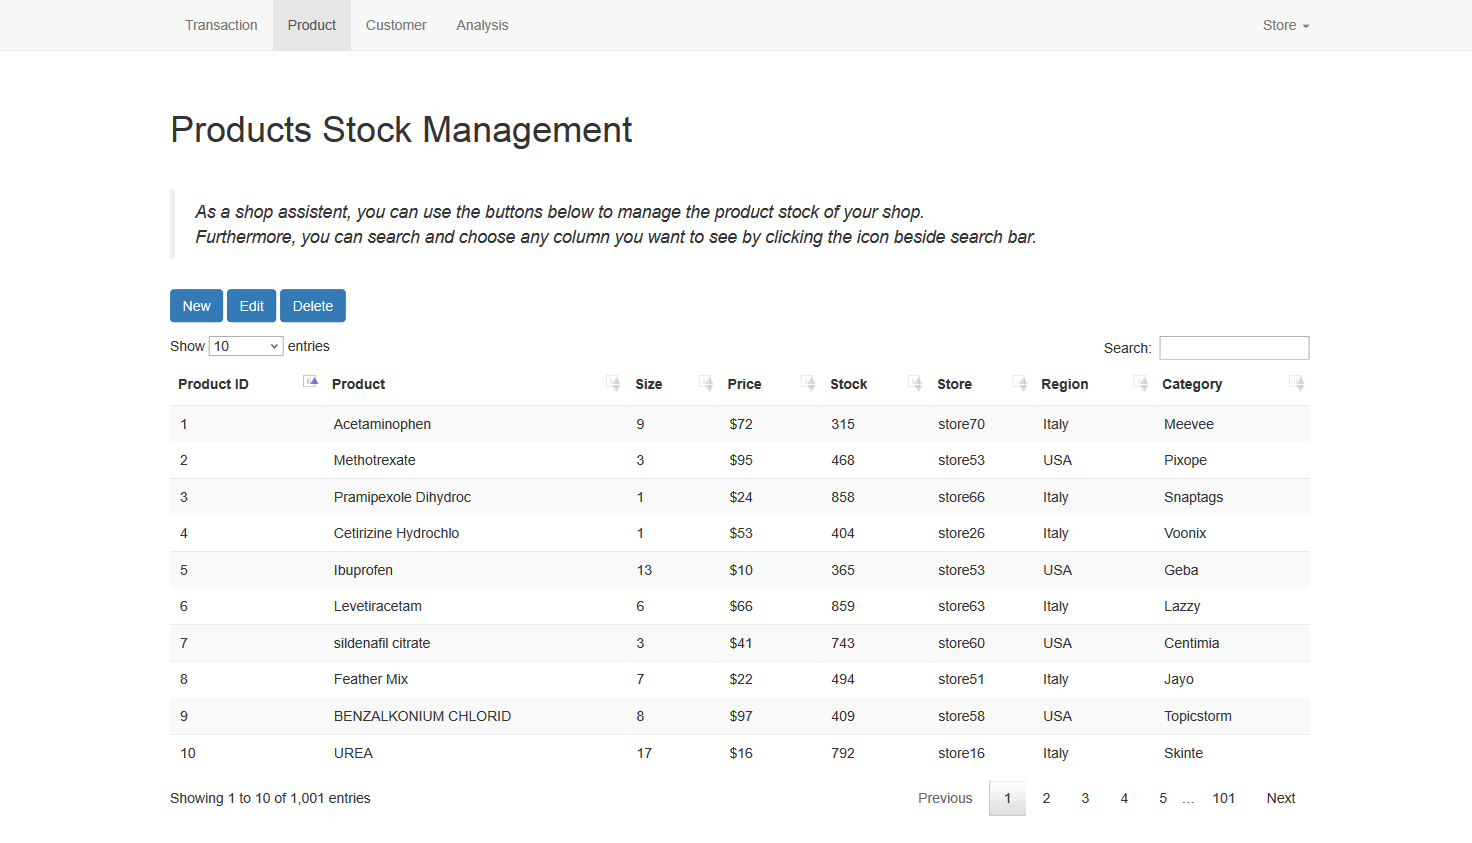 Transaction Product Customer Analysis Store
Products Stock Management
As a shop assistent, you can use the buttons below to manage the product stock of your shop.
Furthermore, you can search and choose any column you want to see by clicking the icon beside search bar.
New Edit Delete
Show 10 entries Search:
Product ID Product Size Price Stock Store Region Category
1 Acetaminophen 9 $72 315 store70 Italy Meevee
2 Methotrexate 3 $95 468 store53 USA Pixope
3 Pramipexole Dihydroc 1 $24 858 store66 Italy Snaptags
4 Cetirizine Hydrochlo 1 $53 404 store26 Italy Voonix
5 Ibuprofen 13 $10 365 store53 USA Geba
6 Levetiracetam 6 $66 859 store63 Italy Lazzy
7 sildenafil citrate 3 $41 743 store60 USA Centimia
8 Feather Mix 7 $22 494 store51 Italy Jayo
9 BENZALKONIUM CHLORID 8 $97 409 store58 USA Topicstorm
10 UREA 17 $16 792 store16 Italy Skinte
Showing 1 to 10 of 1,001 entries Previous 1 2 3 4 5 … 101 Next